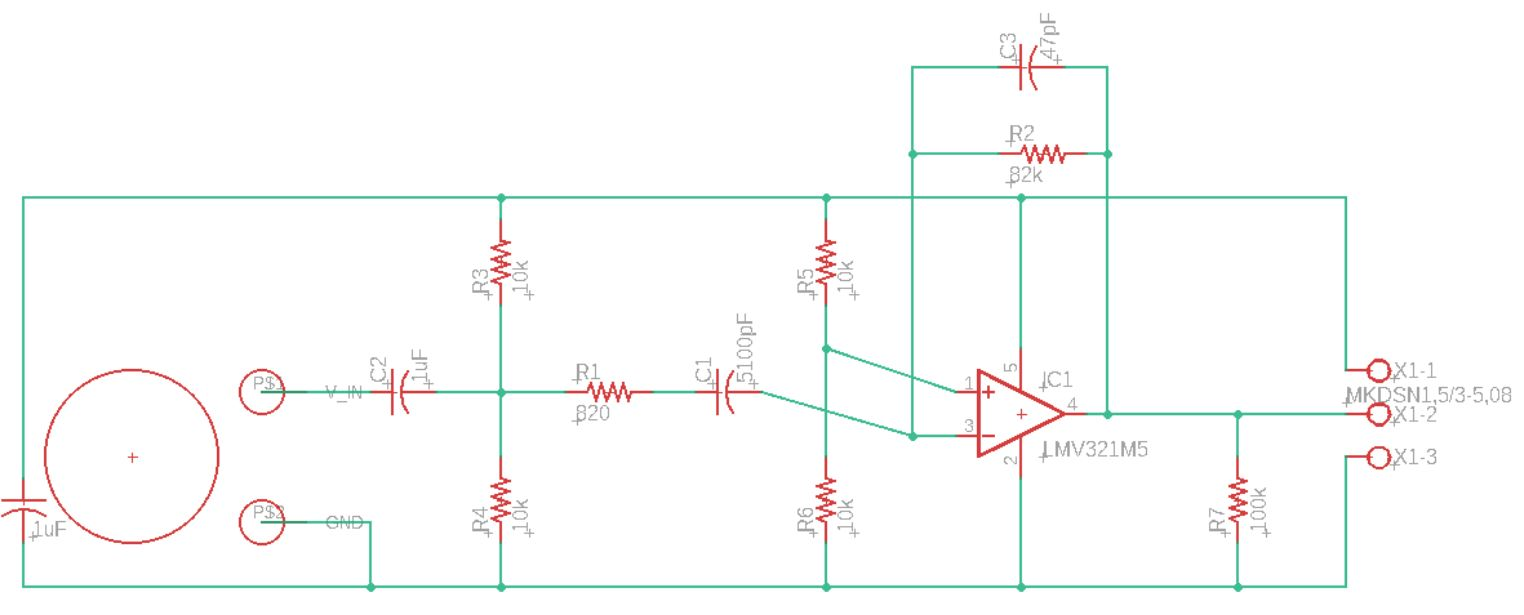 C3
47pF
R2
82k
R3
10k
R5
10k
C2
1uF
R1
820
C1
5100pF
P$1
V_IN
1
3
5
4
2
IC1
LMV321M5
X1-1
MKDSN1,5/3-5,08
X1-2
X1-3
P$2
GND
1uF
R4
10k
R6
10k
R7
100k